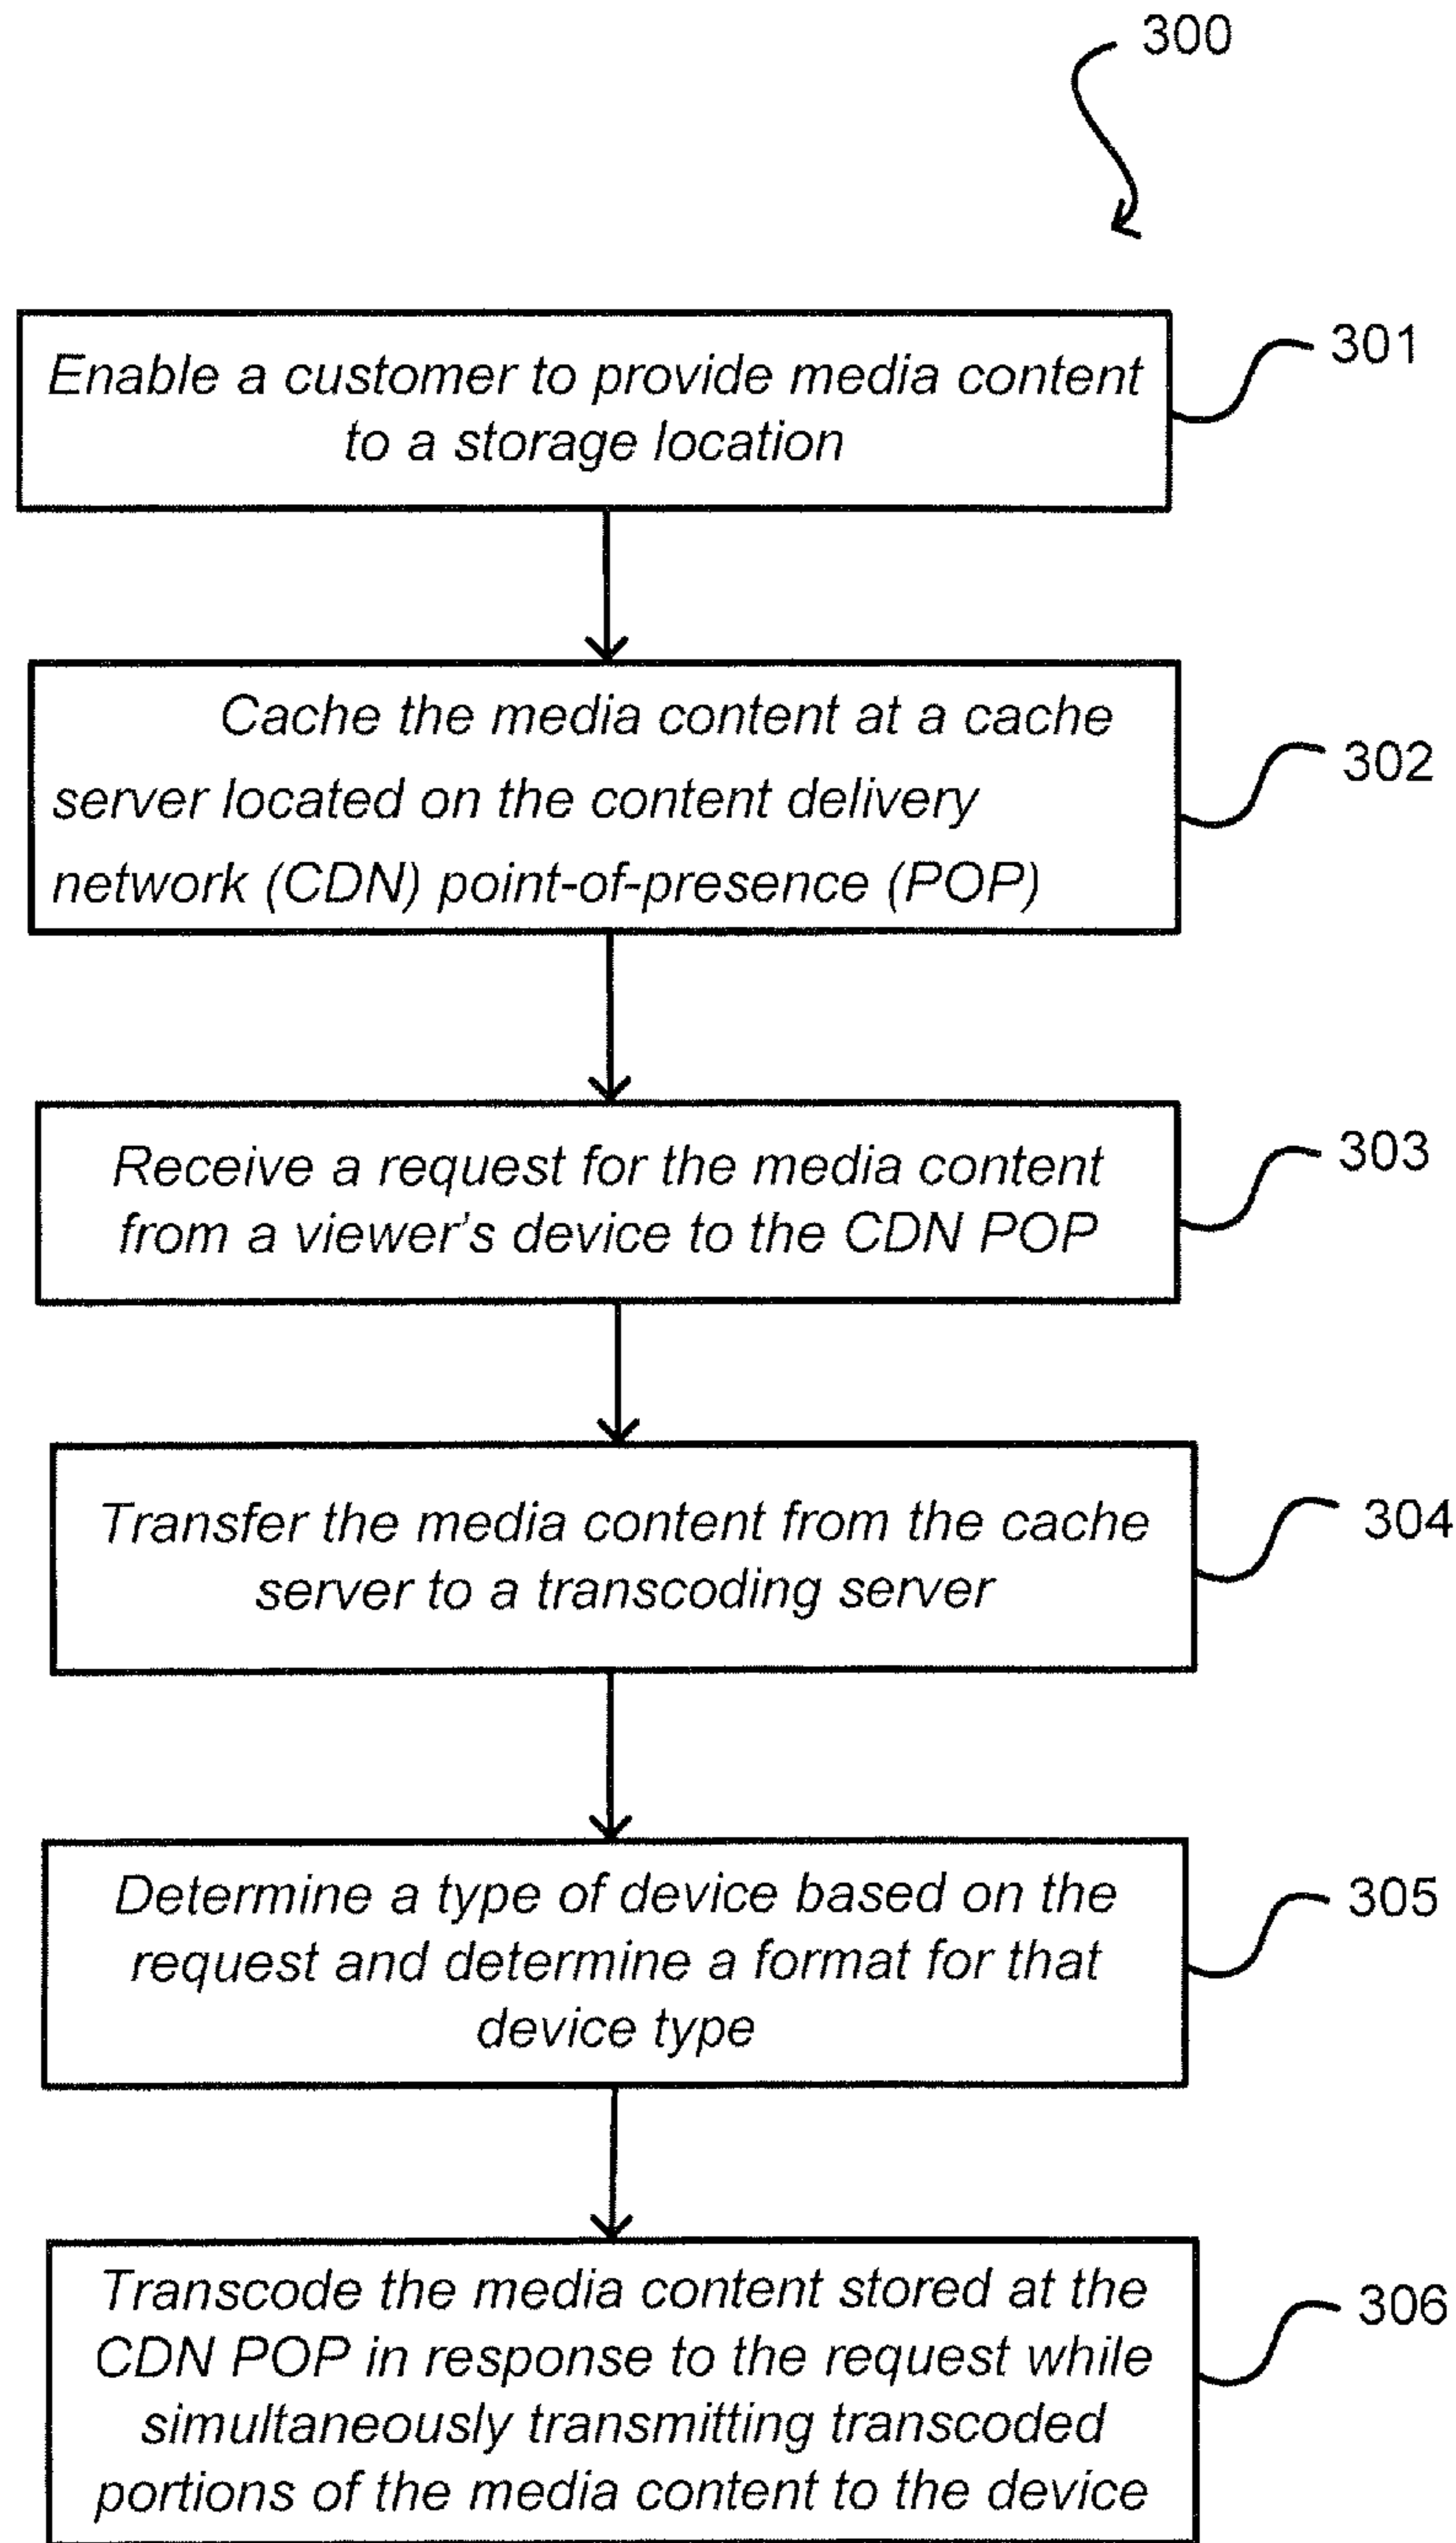 300
Enable a customer to provide media content
to a storage location
301
Cache the media content at a cache
server located on the content delivery
network (CDN) point-of-presence (POP)
302
Receive a request for the media content
from a viewer's device to the CDN POP
303
Transfer the media content from the cache
server to a transcoding server
304
Determine a type of device based on the
request and determine a format for that
device type
305
Transcode the media content stored at the
CDN POP in response to the request while
simultaneously transmitting transcoded
portions of the media content to the device
306